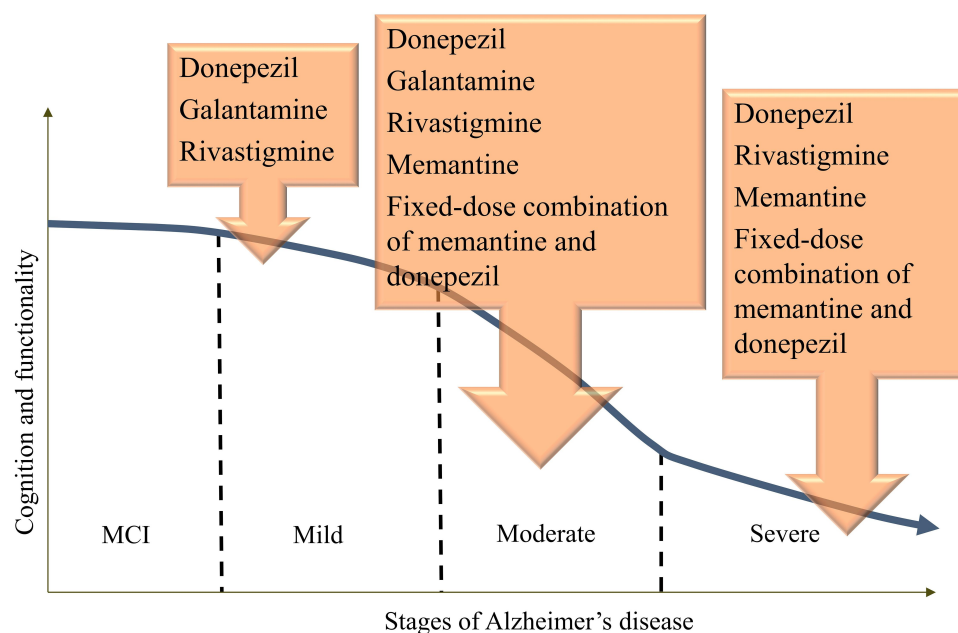 Donepezil
Galantamine
Rivastigmine
Donepezil
Galantamine
Rivastigmine
Memantine
Fixed-dose combination
of memantine and
donepezil
Donepezil
Rivastigmine
Memantine
Fixed-dose
combination of
memantine and
donepezil
Cognition and functionality
MCI
Mild
Moderate
Severe
Stages of Alzheimer’s disease